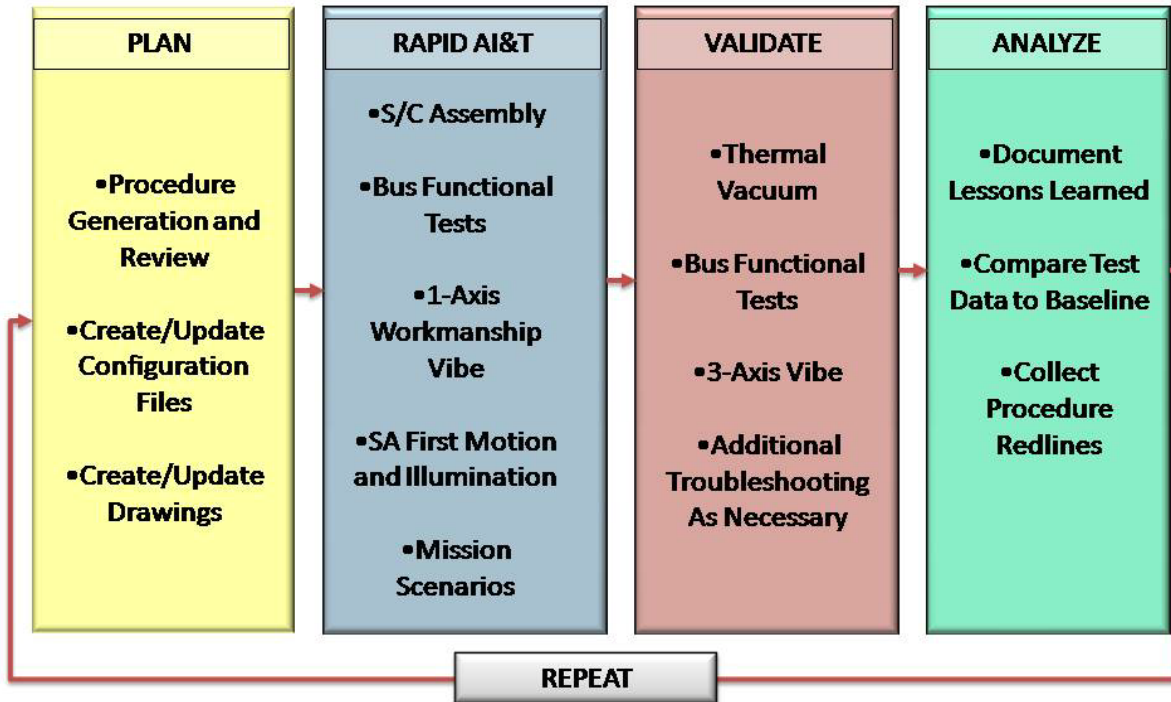 PLAN
•Procedure
Generation and
Review
•Create/Update
Configuration
Files
•Create/Update
Drawings
RAPID AI&T
•S/C Assembly
•Bus Functional
Tests
•1-Axis
Workmanship
Vibe
•SA First Motion
and Illumination
•Mission
Scenarios
VALIDATE
•Thermal
Vacuum
•Bus Functional
Tests
•3-Axis Vibe
•Additional
Troubleshooting
As Necessary
ANALYZE
•Document
Lessons Learned
•Compare Test
Data to Baseline
•Collect
Procedure
Redlines
REPEAT